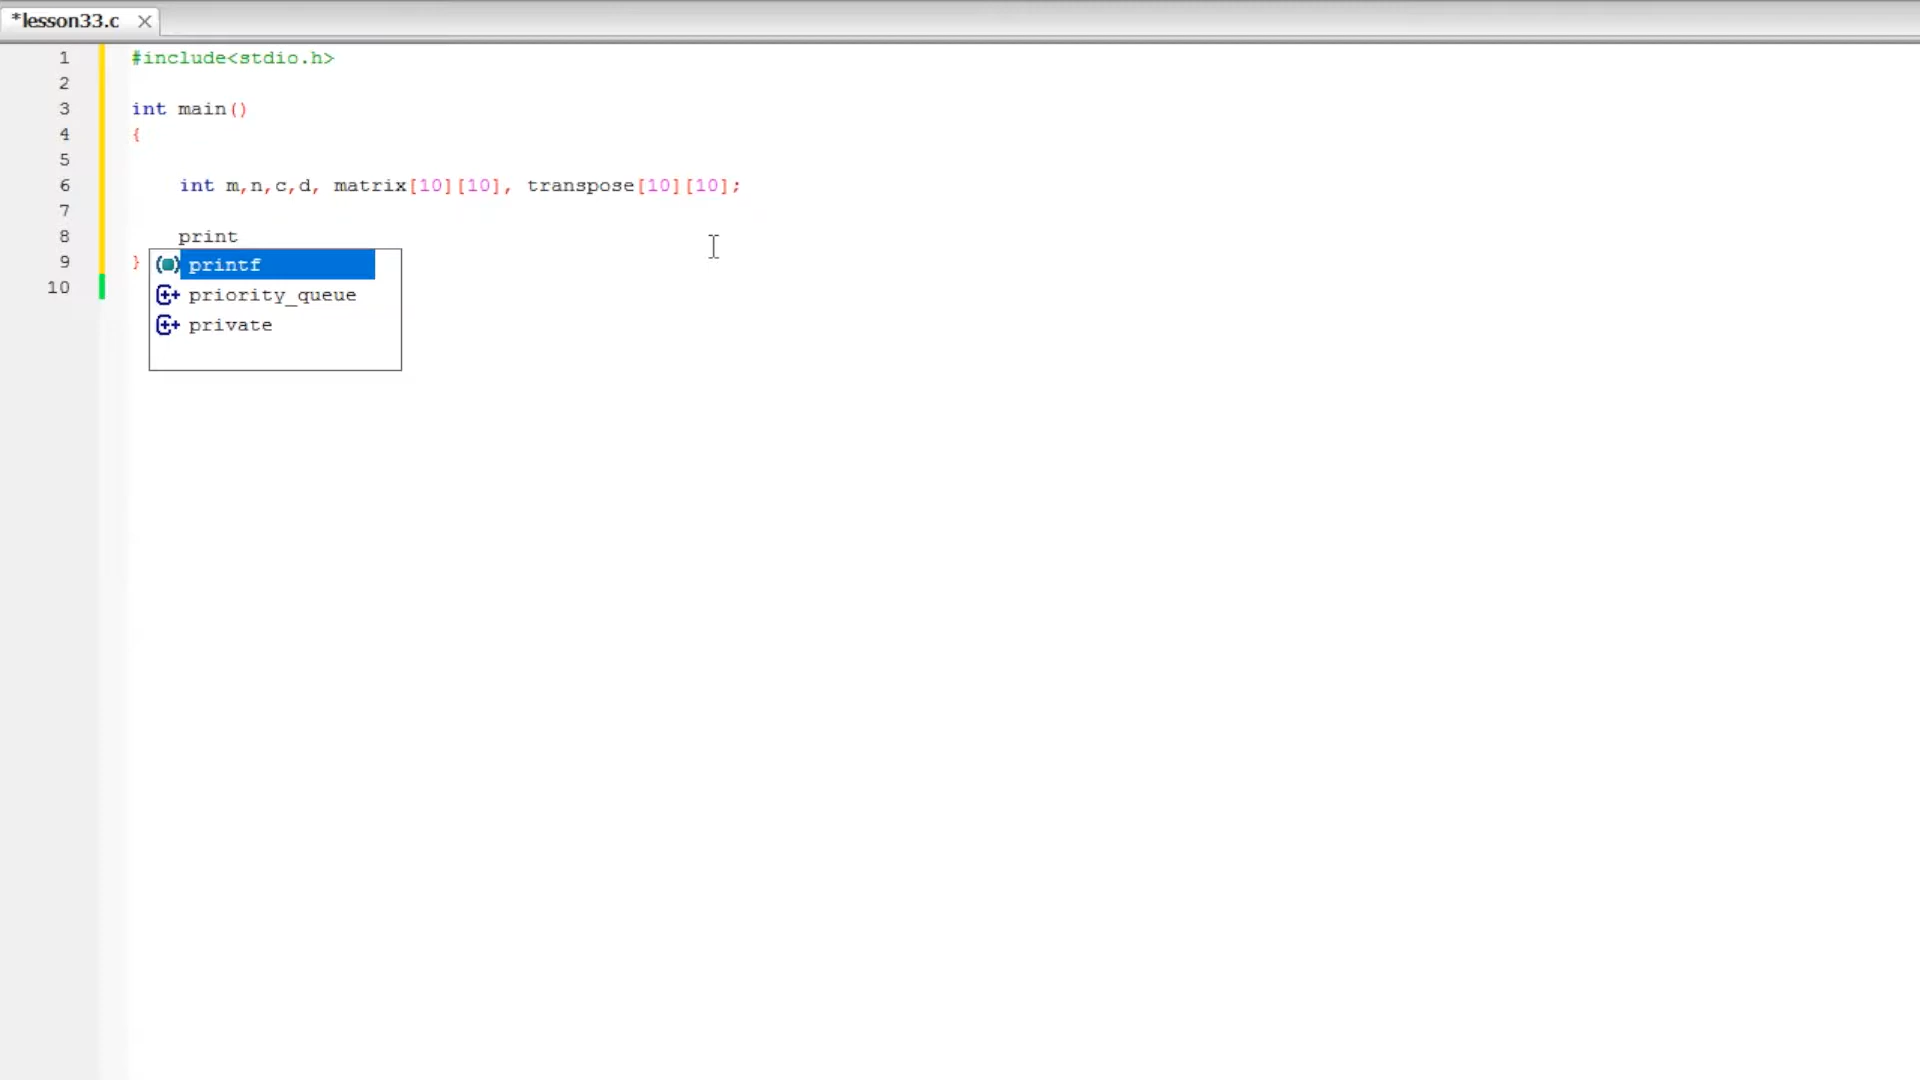 *lesson33.c
1 #include<stdio.h>
2
3 int main()
4 {
5
6 int m,n,c,d, matrix[10][10], transpose[10][10];
7
8 print
9 }
10
printf
priority_queue
private